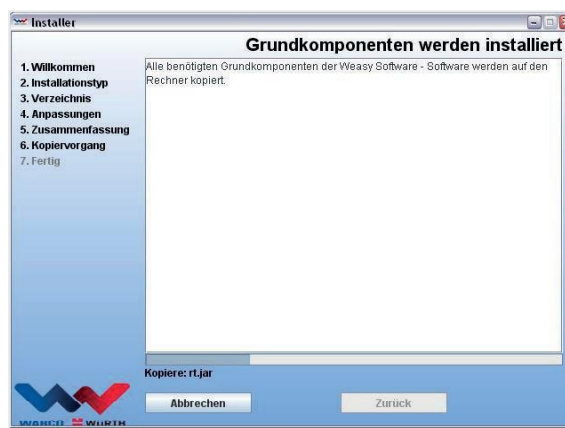 Installer
Grundkomponenten werden installiert
1. Willkommen
2. Installationstyp
3. Verzeichnis
4. Anpassungen
5. Zusammenfassung
6. Kopiervorgang
7. Fertig
Alle benötigten Grundkomponenten der Weasy Software - Software werden auf den
Rechner kopiert.
Kopiere: rt.jar
Abbrechen
Zurück
WABCO WÜRTH